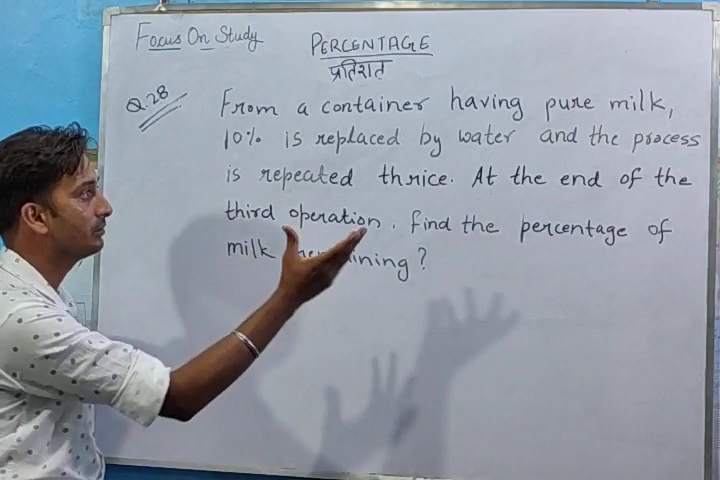 Focus On Study
PERCENTAGE
प्रतिशत
Q.28
From a container having pure milk,
10% is replaced by water and the process
is repeated thrice. At the end of the
third operation, find the percentage of
milk remaining?